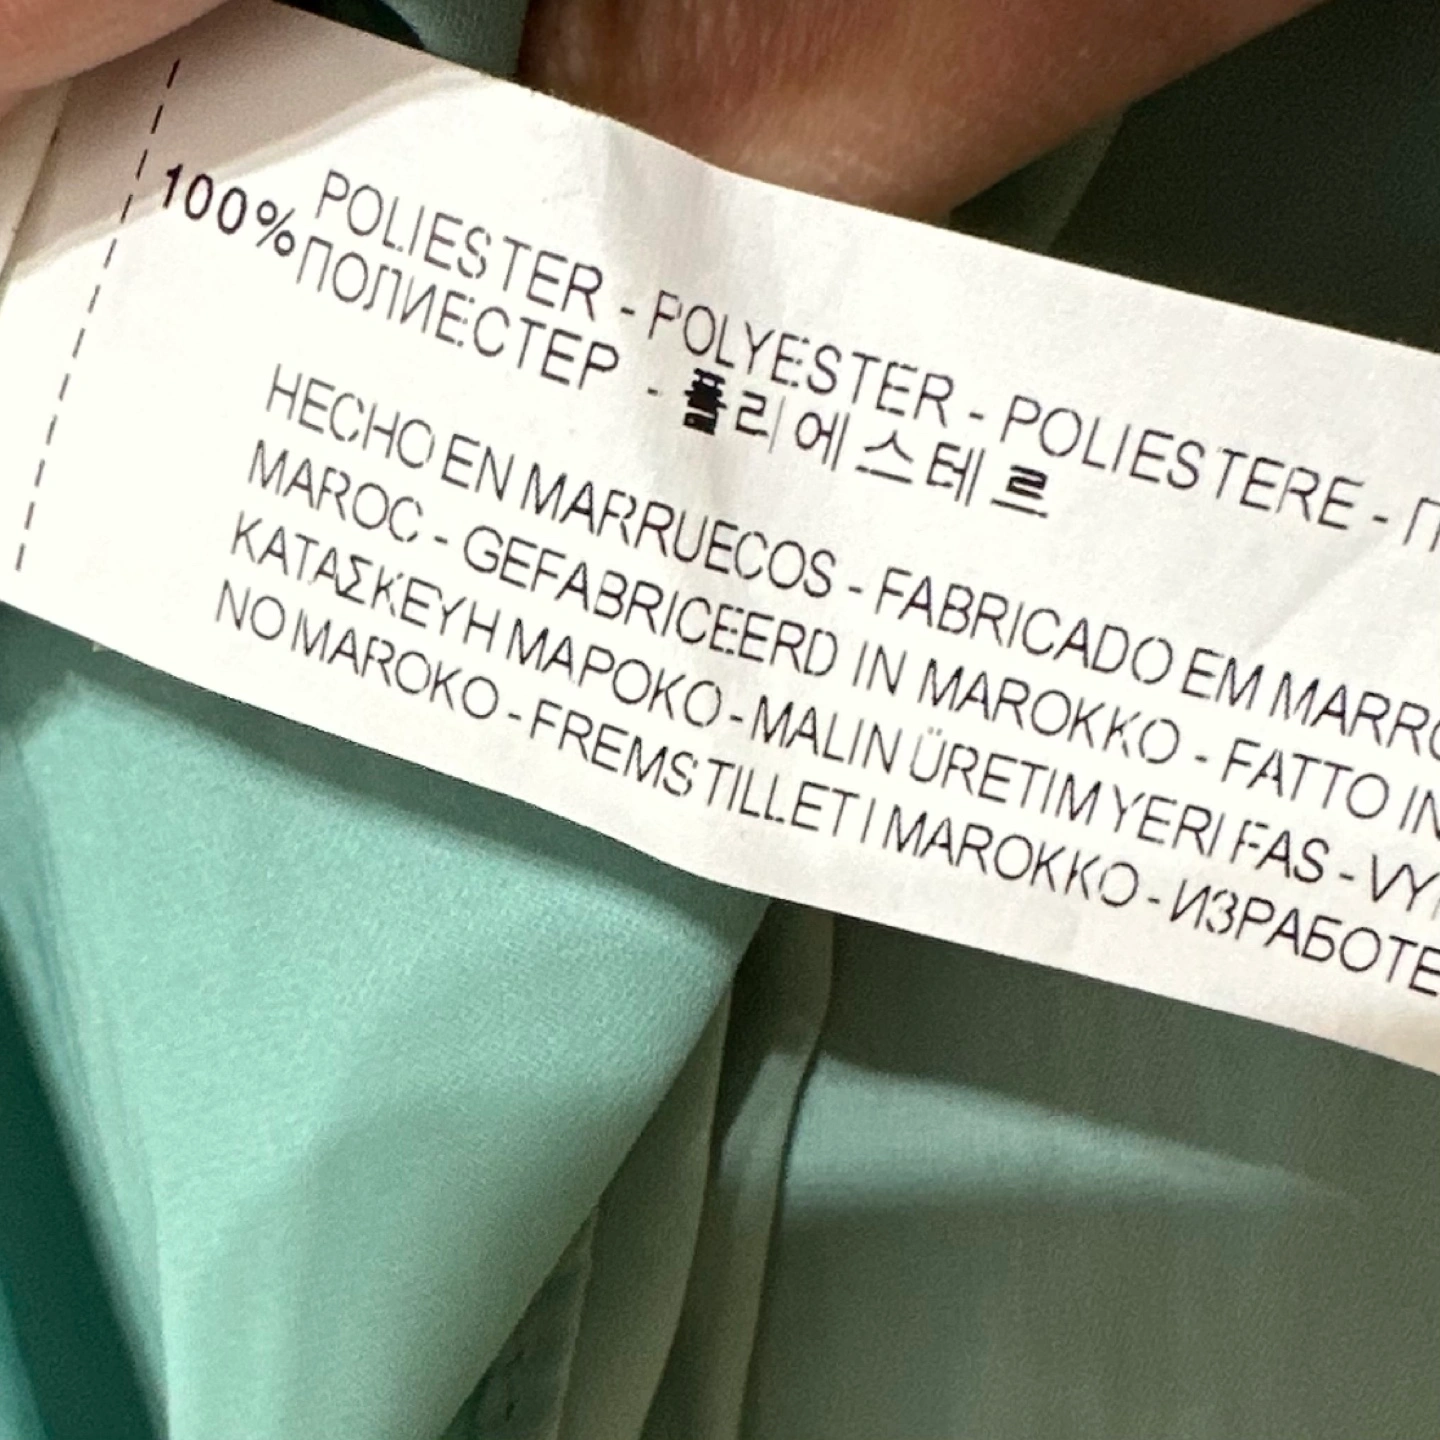 100% POLIESTER - POLYESTER - POLIESTERE -
ПОЛИЕСТЕР - 폴리에스테르
HECHO EN MARRUECOS - FABRICADO EM
MAROC - GEFABRICEERD IN MAROKKO - FATTO IN
ΚΑΤΑΣΚΕΥΗ ΜΑΡΟΚΟ - MALIN ÜRETIM YERI FAS -
NO MAROKO - FREMSTILLET I MAROKKO -